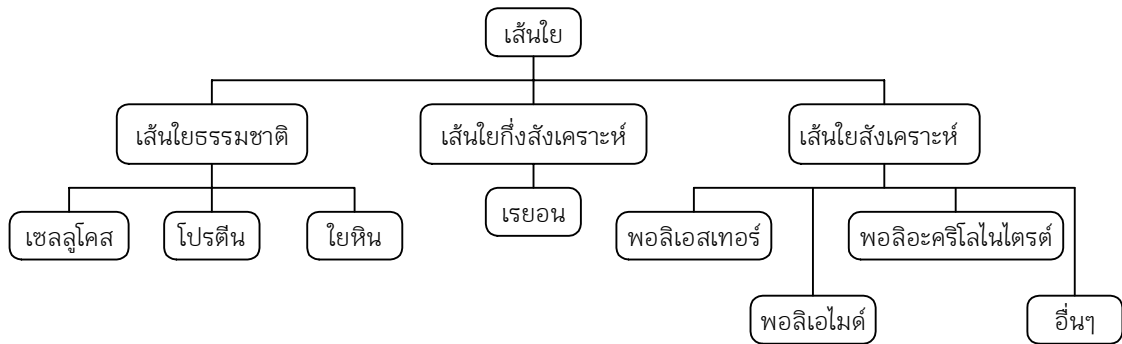 เส้นใย
เส้นใยธรรมชาติ
เส้นใยกึ่งสังเคราะห์
เส้นใยสังเคราะห์
เซลลูโคส
โปรตีน
ใยหิน
เรยอน
พอลิเอสเทอร์
พอลิอะคริโลไนไตรต์
พอลิเอไมด์
อื่นๆ